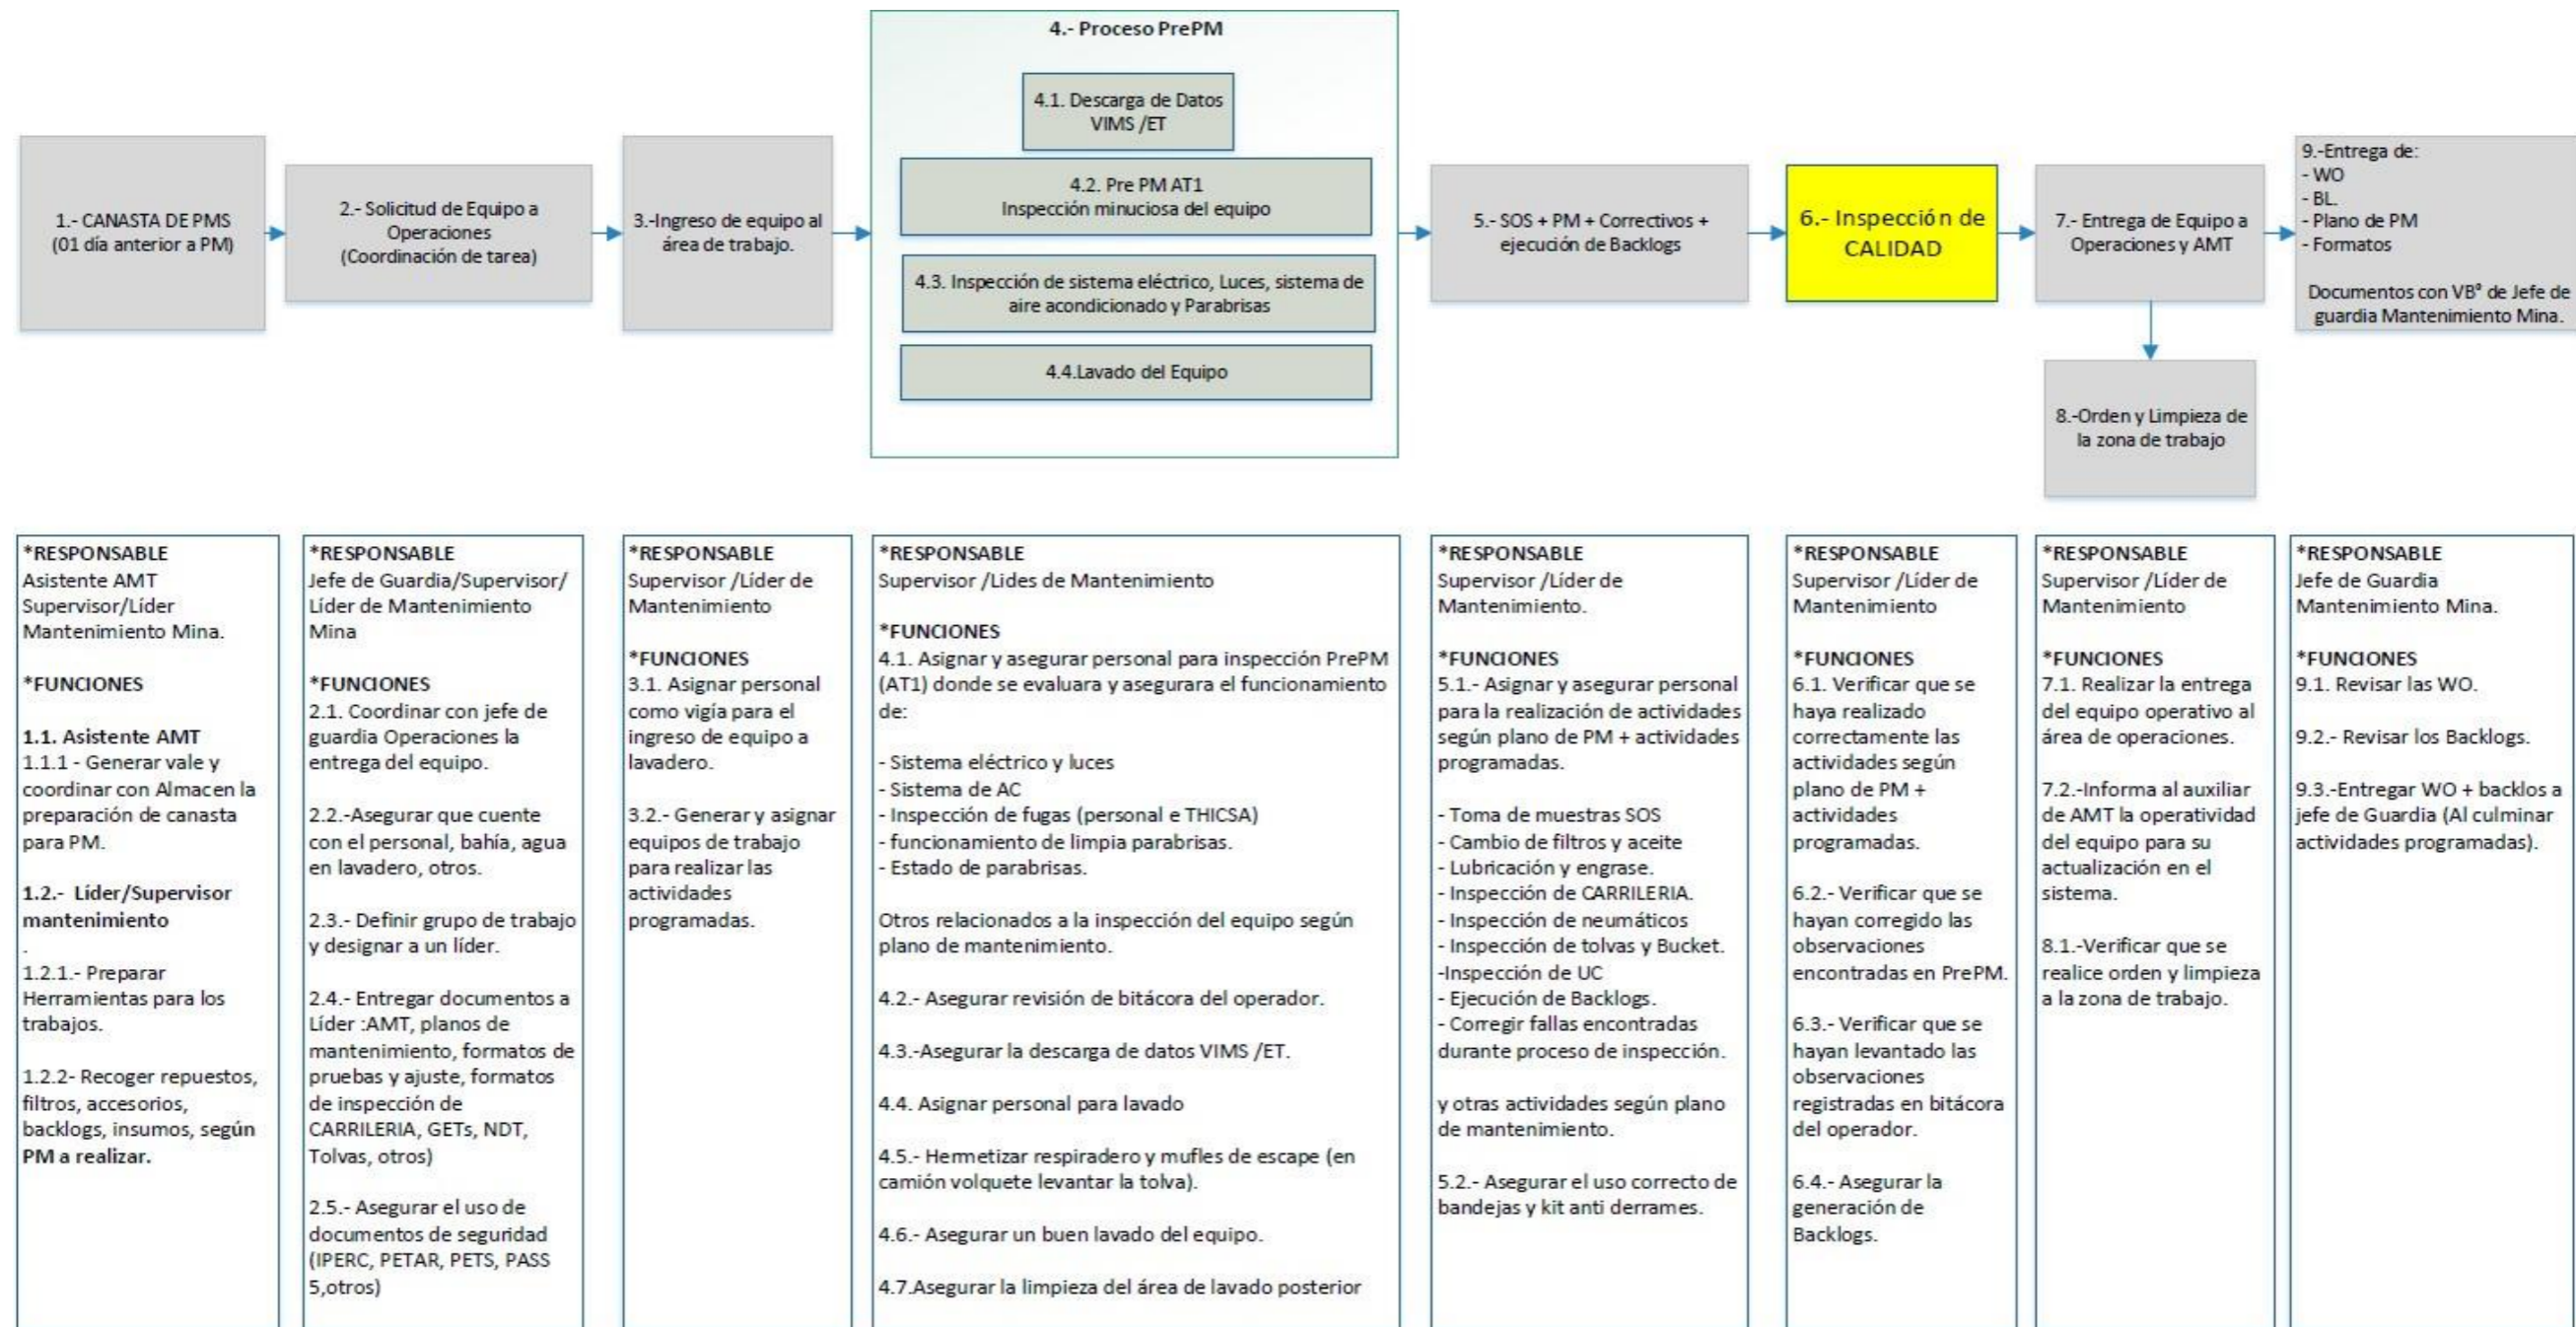 4.- Proceso PrePM
4.1. Descarga de Datos
VIMS /ET
4.2. Pre PM AT1
Inspección minuciosa del equipo
4.3. Inspección de sistema eléctrico, Luces, sistema de
aire acondicionado y Parabrisas
4.4.Lavado del Equipo
1.- CANASTA DE PMS
(01 día anterior a PM)
2.- Solicitud de Equipo a
Operaciones
(Coordinación de tarea)
3.-Ingreso de equipo al
área de trabajo.
5.- SOS + PM + Correctivos +
ejecución de Backlogs
6.- Inspección de
CALIDAD
7.- Entrega de Equipo a
Operaciones y AMT
9.-Entrega de:
- WO
- BL.
- Plano de PM
- Formatos
Documentos con VB° de Jefe de
guardia Mantenimiento Mina.
8.-Orden y Limpieza de
la zona de trabajo
*RESPONSABLE
Asistente AMT
Supervisor/Líder
Mantenimiento Mina.
*FUNCIONES
1.1. Asistente AMT
1.1.1 - Generar vale y
coordinar con Almacen la
preparación de canasta
para PM.
1.2.- Líder/Supervisor
mantenimiento
.
1.2.1.- Preparar
Herramientas para los
trabajos.
1.2.2- Recoger repuestos,
filtros, accesorios,
backlogs, insumos, según
PM a realizar.
*RESPONSABLE
Jefe de Guardia/Supervisor/
Líder de Mantenimiento
Mina
*FUNCIONES
2.1. Coordinar con jefe de
guardia Operaciones la
entrega del equipo.
2.2.-Asegurar que cuente
con el personal, bahía, agua
en lavadero, otros.
2.3.- Definir grupo de trabajo
y designar a un líder.
2.4.- Entregar documentos a
Líder :AMT, planos de
mantenimiento, formatos de
pruebas y ajuste, formatos
de inspección de
CARRILERIA, GETs, NDT,
Tolvas, otros)
2.5.- Asegurar el uso de
documentos de seguridad
(IPERC, PETAR, PETS, PASS
5,otros)
*RESPONSABLE
Supervisor /Líder de
Mantenimiento
*FUNCIONES
3.1. Asignar personal
como vigía para el
ingreso de equipo a
lavadero.
3.2.- Generar y asignar
equipos de trabajo
para realizar las
actividades
programadas.
*RESPONSABLE
Supervisor /Lides de Mantenimiento
*FUNCIONES
4.1. Asignar y asegurar personal para inspección PrePM
(AT1) donde se evaluara y asegurara el funcionamiento
de:
- Sistema eléctrico y luces
- Sistema de AC
- Inspección de fugas (personal e THICSA)
- funcionamiento de limpia parabrisas.
- Estado de parabrisas.
Otros relacionados a la inspección del equipo según
plano de mantenimiento.
4.2.- Asegurar revisión de bitácora del operador.
4.3.-Asegurar la descarga de datos VIMS /ET.
4.4. Asignar personal para lavado
4.5.- Hermetizar respiradero y mufles de escape (en
camión volquete levantar la tolva).
4.6.- Asegurar un buen lavado del equipo.
4.7.Asegurar la limpieza del área de lavado posterior
*RESPONSABLE
Supervisor /Líder de
Mantenimiento.
*FUNCIONES
5.1.- Asignar y asegurar personal
para la realización de actividades
según plano de PM + actividades
programadas.
- Toma de muestras SOS
- Cambio de filtros y aceite
- Lubricación y engrase.
- Inspección de CARRILERIA.
- Inspección de neumáticos
- Inspección de tolvas y Bucket.
-Inspección de UC
- Ejecución de Backlogs.
- Corregir fallas encontradas
durante proceso de inspección.
y otras actividades según plano
de mantenimiento.
5.2.- Asegurar el uso correcto de
bandejas y kit anti derrames.
*RESPONSABLE
Supervisor /Líder de
Mantenimiento
*FUNCIONES
6.1. Verificar que se
haya realizado
correctamente las
actividades según
plano de PM +
actividades
programadas.
6.2.- Verificar que se
hayan corregido las
observaciones
encontradas en PrePM.
6.3.- Verificar que se
hayan levantado las
observaciones
registradas en bitácora
del operador.
6.4.- Asegurar la
generación de
Backlogs.
*RESPONSABLE
Supervisor /Líder de
Mantenimiento
*FUNCIONES
7.1. Realizar la entrega
del equipo operativo al
área de operaciones.
7.2.-Informa al auxiliar
de AMT la operatividad
del equipo para su
actualización en el
sistema.
8.1.-Verificar que se
realice orden y limpieza
a la zona de trabajo.
*RESPONSABLE
Jefe de Guardia
Mantenimiento Mina.
*FUNCIONES
9.1. Revisar las WO.
9.2.- Revisar los Backlogs.
9.3.-Entregar WO + backlos a
jefe de Guardia (Al culminar
actividades programadas).